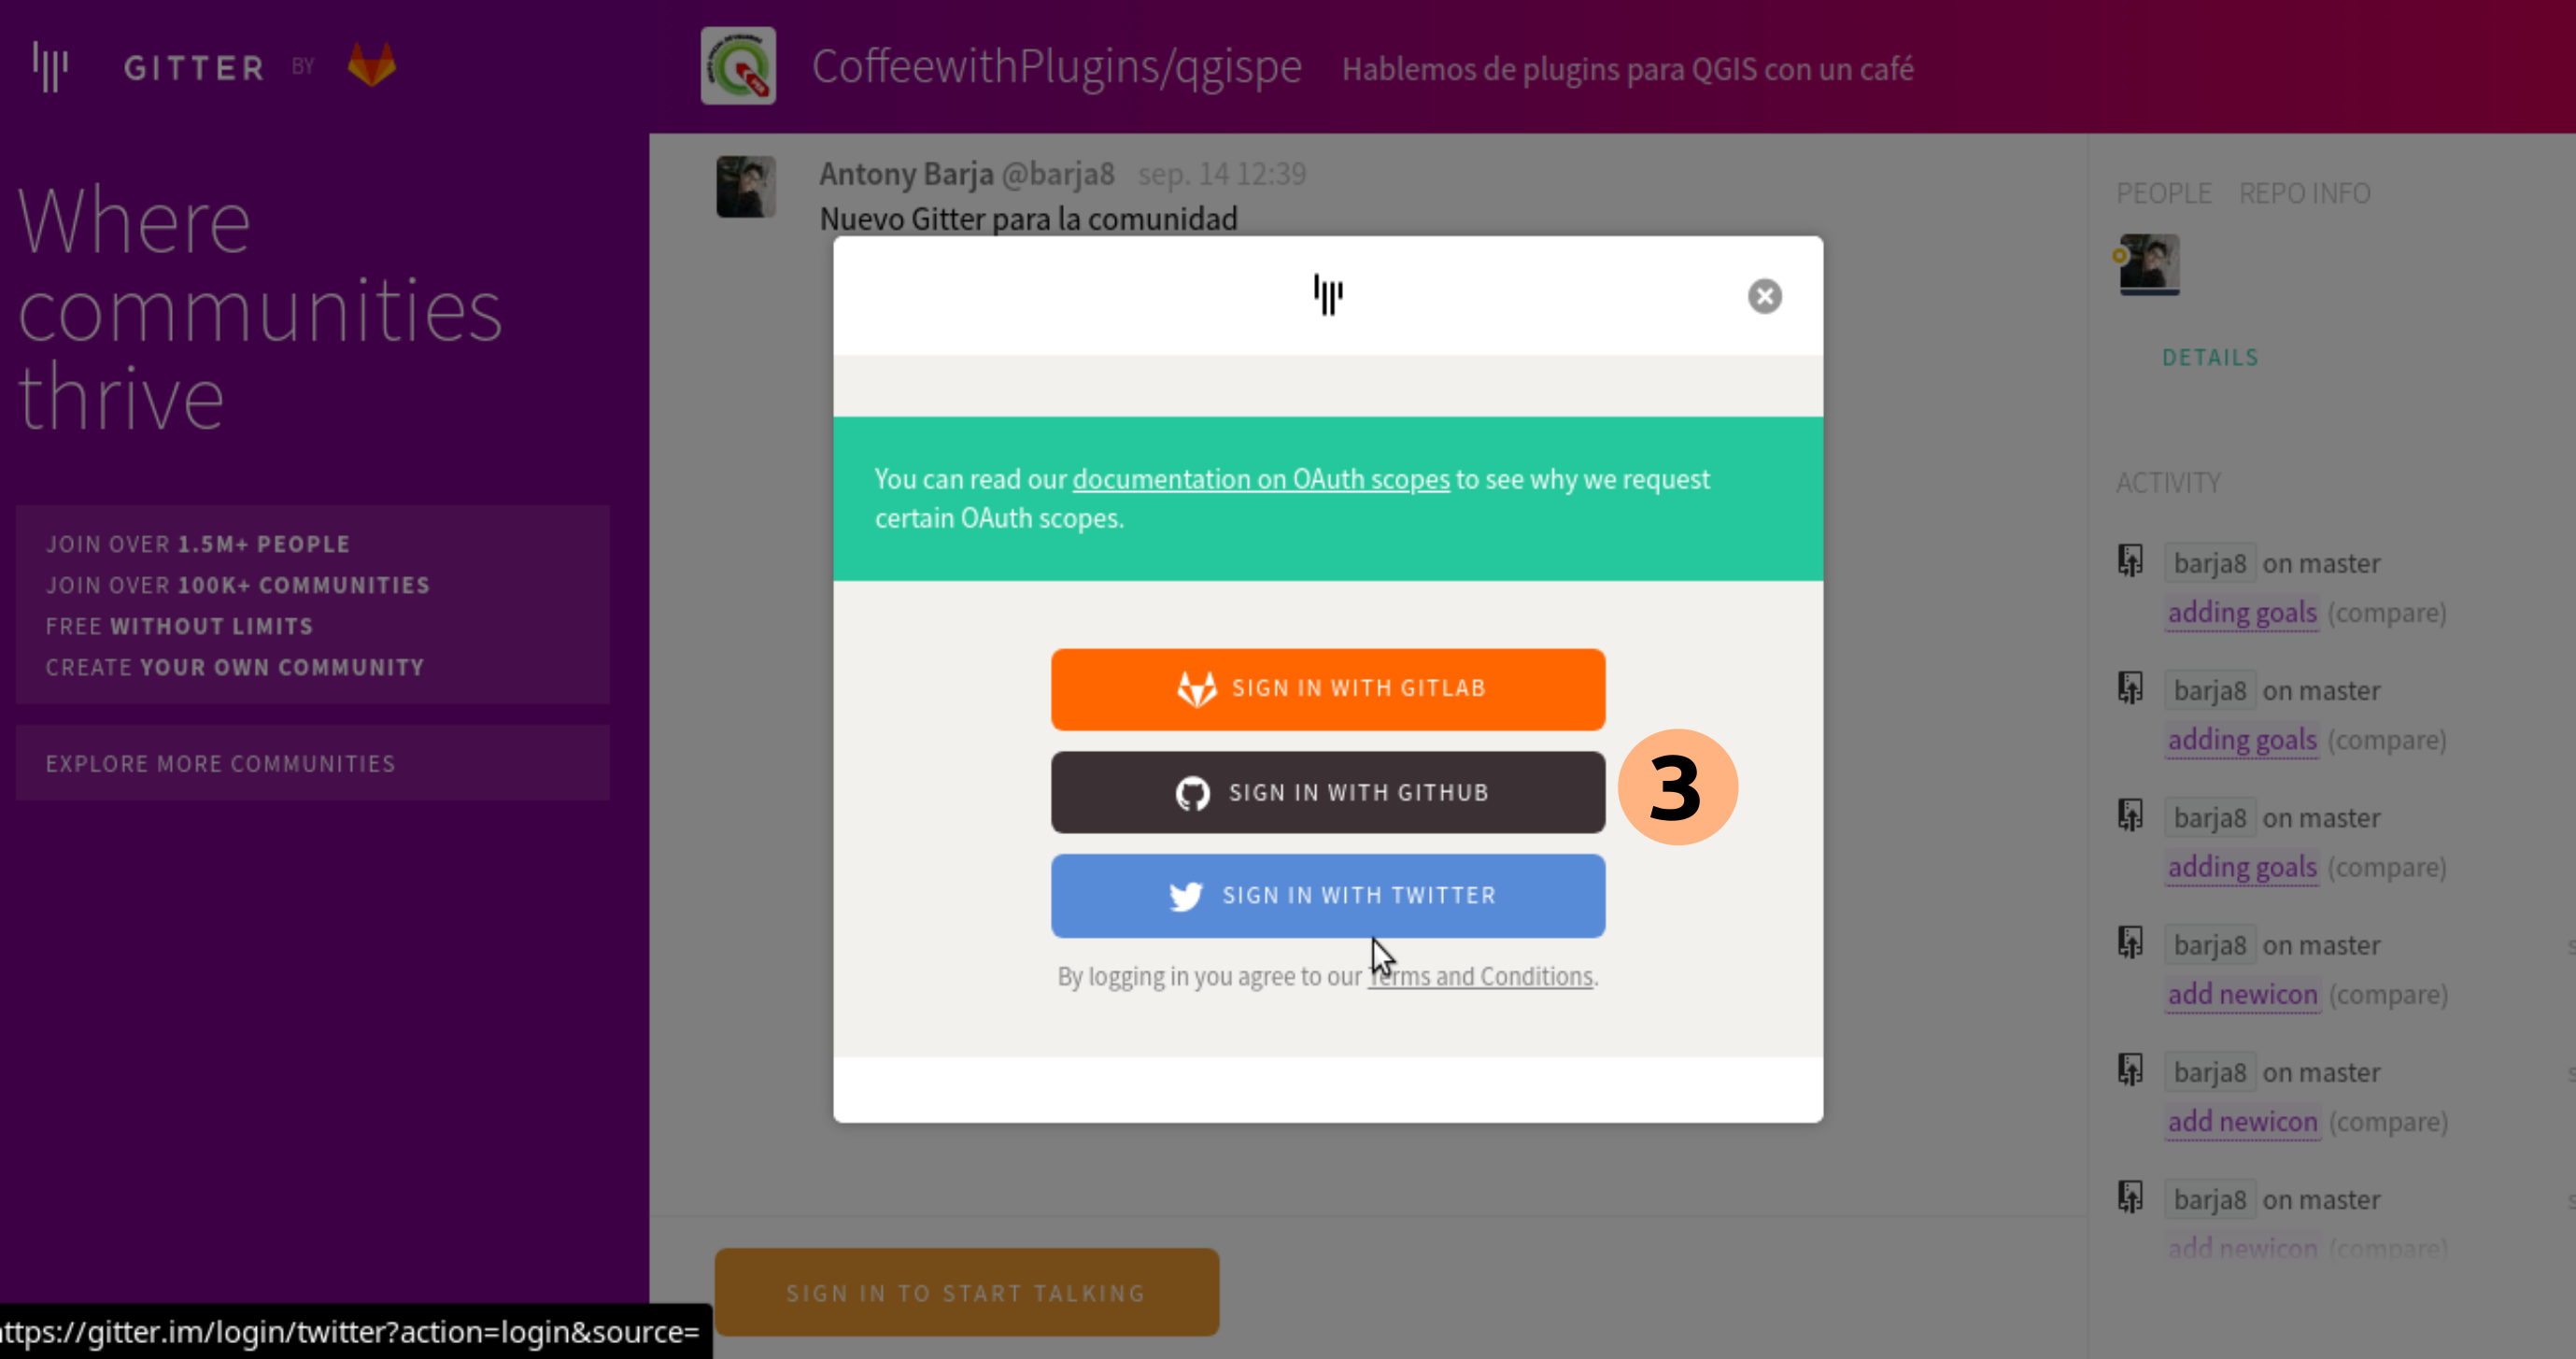 GITTER BY
CoffeewithPlugins/qgispe Hablemos de plugins para QGIS con un café
Where
communities
thrive
JOIN OVER 1.5M+ PEOPLE
JOIN OVER 100K+ COMMUNITIES
FREE WITHOUT LIMITS
CREATE YOUR OWN COMMUNITY
EXPLORE MORE COMMUNITIES
Antony Barja @barja8 sep. 14 12:39
Nuevo Gitter para la comunidad
You can read our documentation on OAuth scopes to see why we request
certain OAuth scopes.
SIGN IN WITH GITLAB
SIGN IN WITH GITHUB
3
SIGN IN WITH TWITTER
By logging in you agree to our Terms and Conditions.
SIGN IN TO START TALKING
PEOPLE REPO INFO
DETAILS
ACTIVITY
barja8 on master
adding goals (compare)
barja8 on master
adding goals (compare)
barja8 on master
adding goals (compare)
barja8 on master
add newicon (compare)
barja8 on master
add newicon (compare)
barja8 on master
add newicon (compare)
ttps://gitter.im/login/twitter?action=login&source=